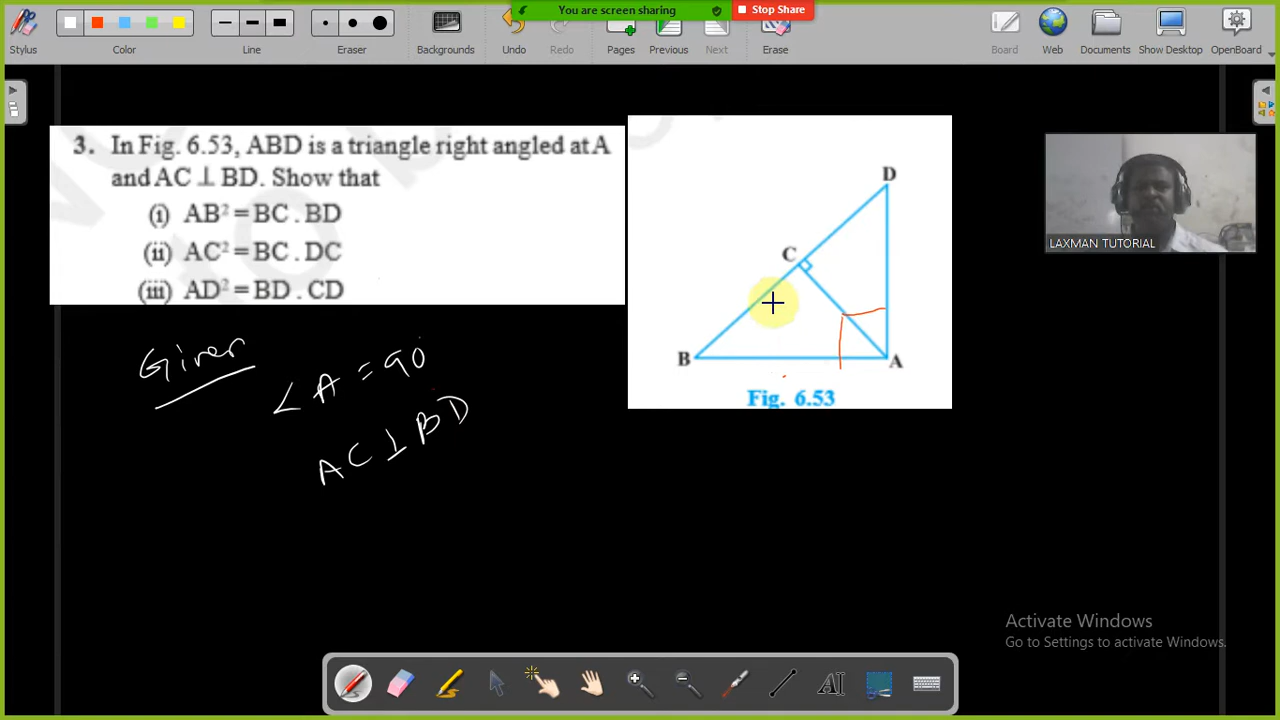 You are screen sharing
Stop Share
Stylus
Color
Line
Eraser
Backgrounds
Undo
Redo
Pages
Previous
Next
Erase
Board
Web
Documents
Show Desktop
OpenBoard
3. In Fig. 6.53, ABD is a triangle right angled at A
and AC ⊥ BD. Show that
(i) AB² = BC . BD
(ii) AC² = BC . DC
(iii) AD² = BD . CD
D
C
B
A
Fig. 6.53
LAXMAN TUTORIAL
Given
∠A = 90
AC ⊥ BD
Activate Windows
Go to Settings to activate Windows.
AI